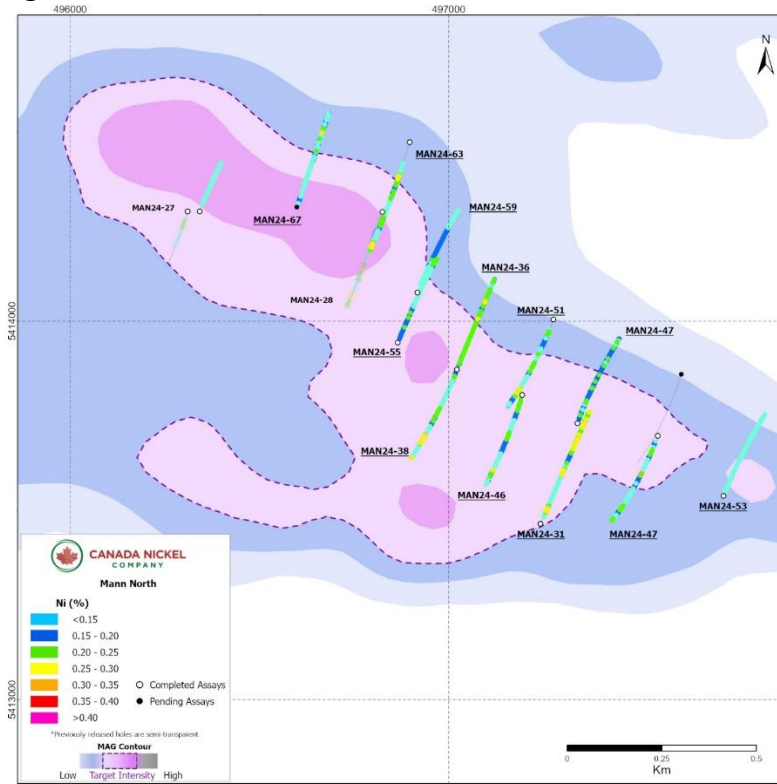 496000 497000
N
MAN24-63
MAN24-27
MAN24-59
MAN24-67
MAN24-36
MAN24-28
MAN24-51
5414000
MAN24-47
MAN24-55
MAN24-38
MAN24-46
MAN24-53
MAN24-31
MAN24-47
CANADA NICKEL
COMPANY
Mann North
Ni (%)
<0.15
0.15 - 0.20
0.20 - 0.25
0.25 - 0.30
0.30 - 0.35
0.35 - 0.40
>0.40
Completed Assays
Pending Assays
*Previously released holes are semi-transparent
MAG Contour
Low Target Intensity High
5413000
0 0.25 0.5
Km